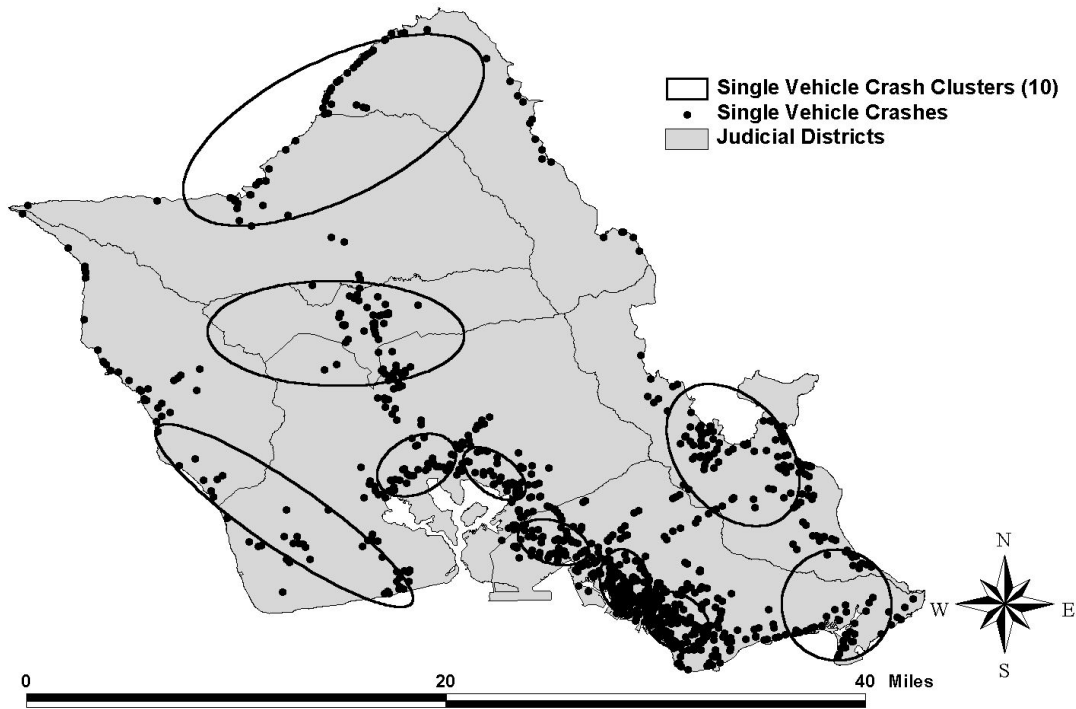 Single Vehicle Crash Clusters (10)
Single Vehicle Crashes
Judicial Districts
N
W E
S
0 20 40 Miles